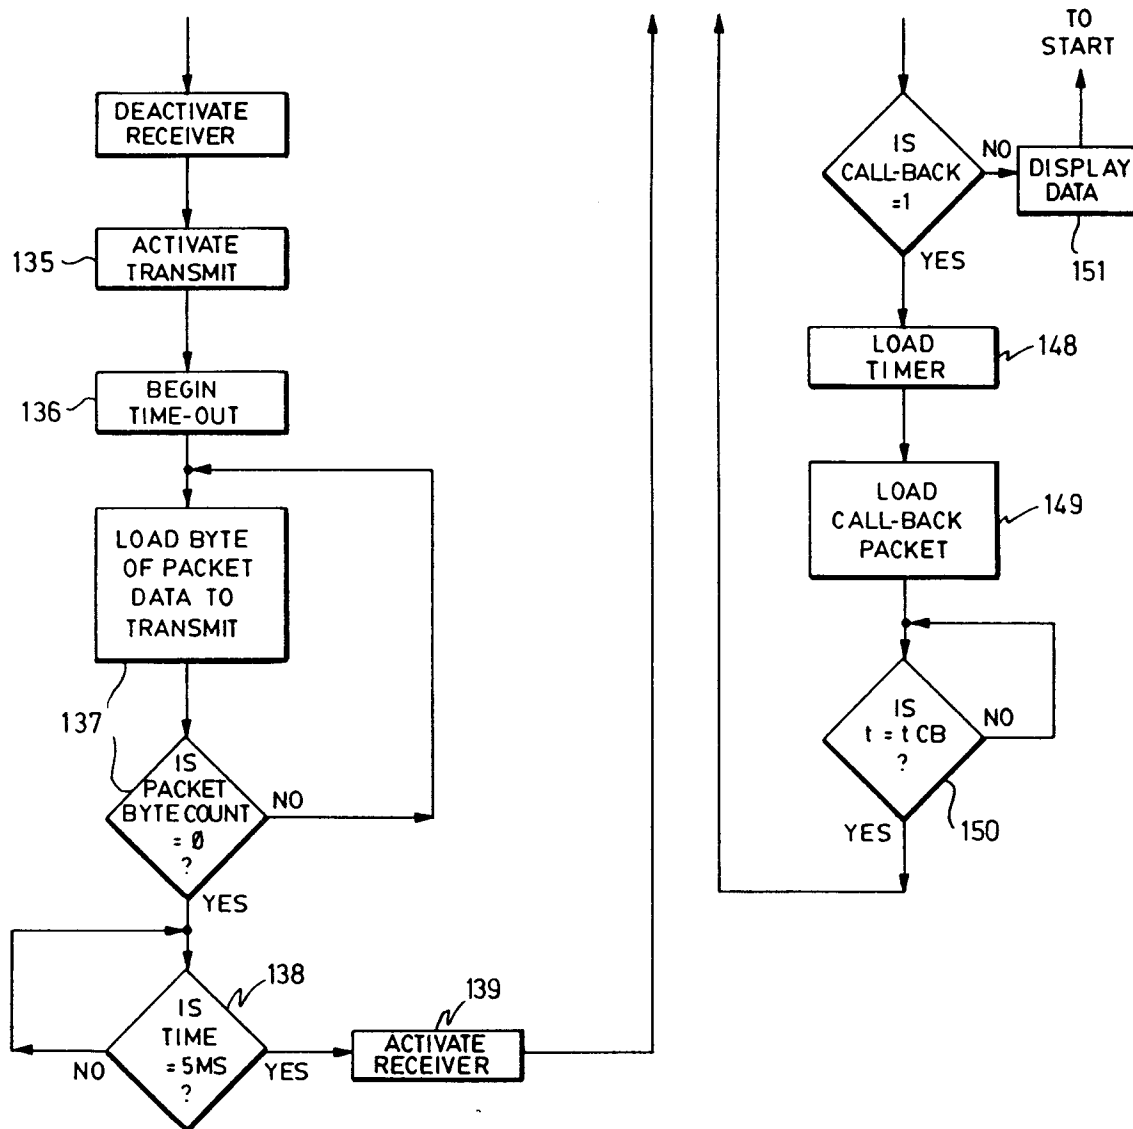 DEACTIVATE
RECEIVER
135
ACTIVATE
TRANSMIT
136
BEGIN
TIME-OUT
LOAD BYTE
OF PACKET
DATA TO
TRANSMIT
137
IS
PACKET
BYTE COUNT
= Ø
?
NO
YES
138
IS
TIME
= 5MS
?
NO
YES
139
ACTIVATE
RECEIVER
TO
START
IS
CALL-BACK
=1
NO
DISPLAY
DATA
151
YES
LOAD
TIMER
148
LOAD
CALL-BACK
PACKET
149
IS
t = t CB
?
NO
YES
150